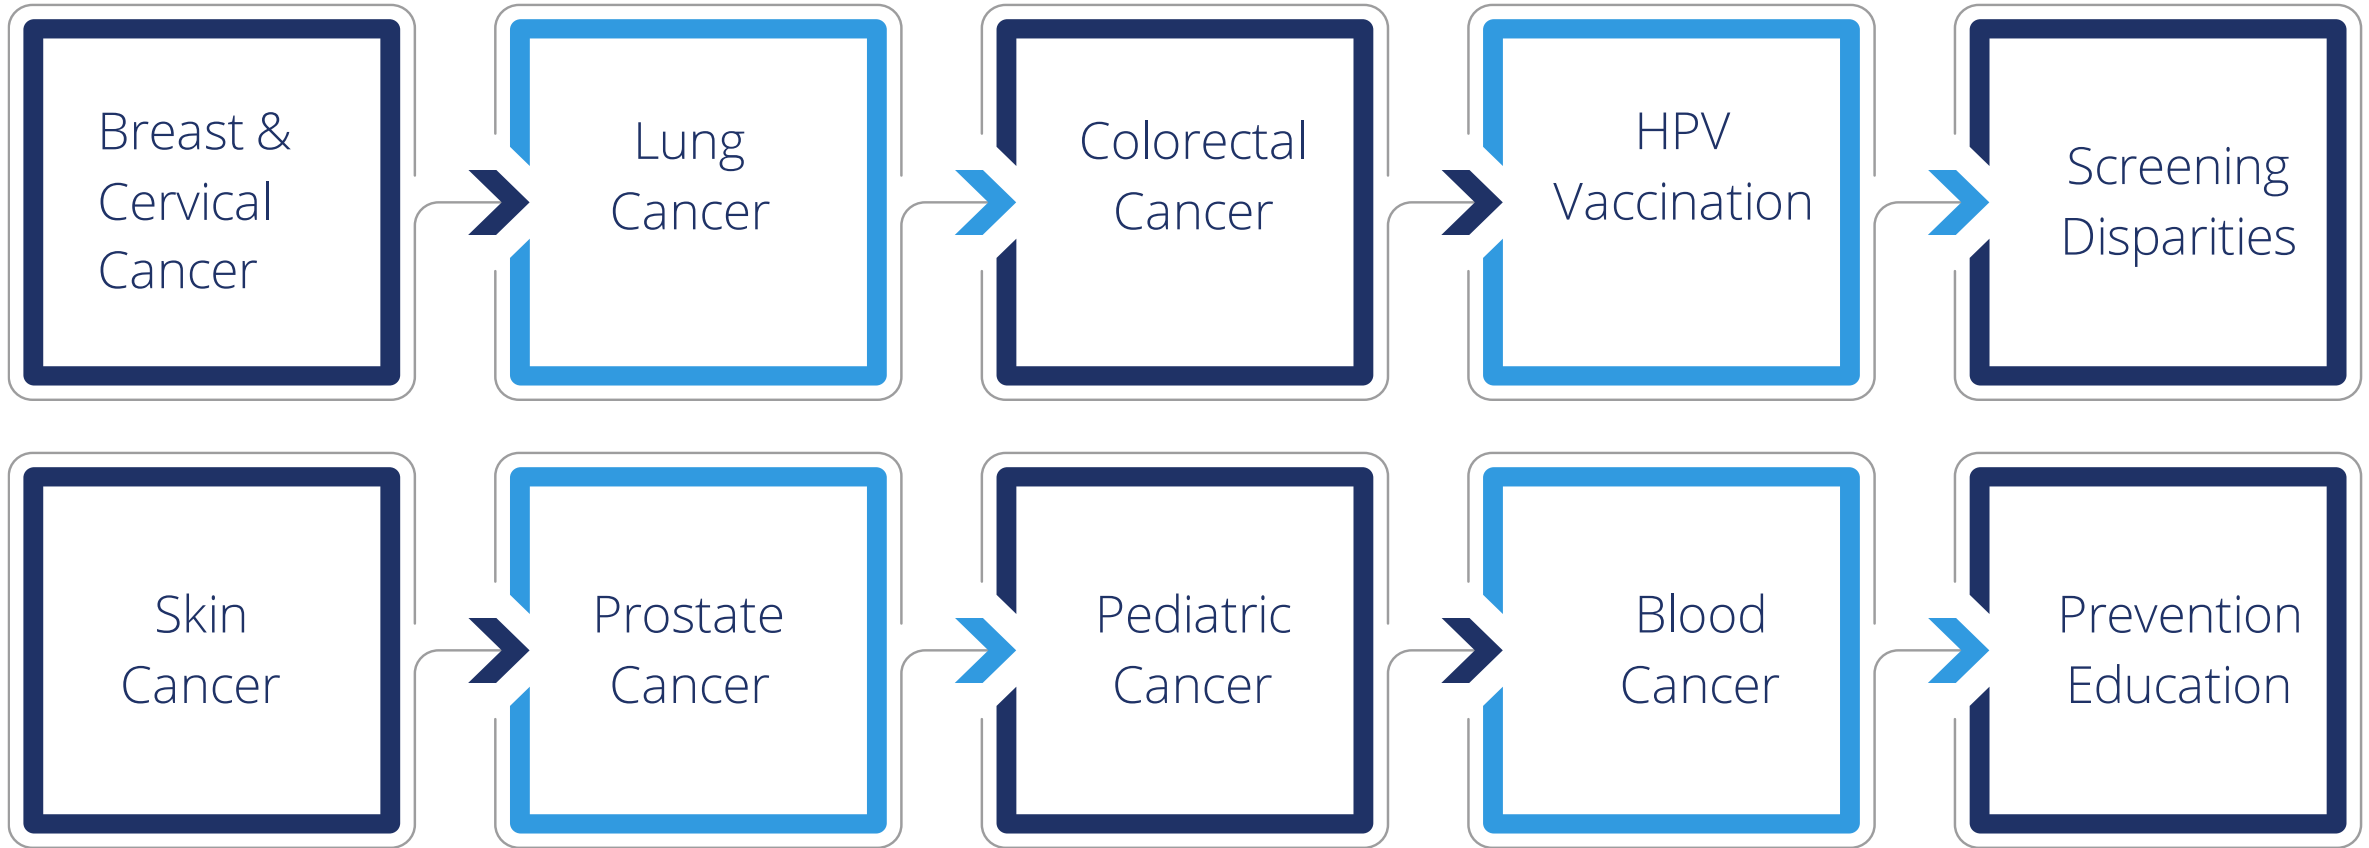 Breast &
Cervical
Cancer
Lung
Cancer
Colorectal
Cancer
HPV
Vaccination
Screening
Disparities
Skin
Cancer
Prostate
Cancer
Pediatric
Cancer
Blood
Cancer
Prevention
Education